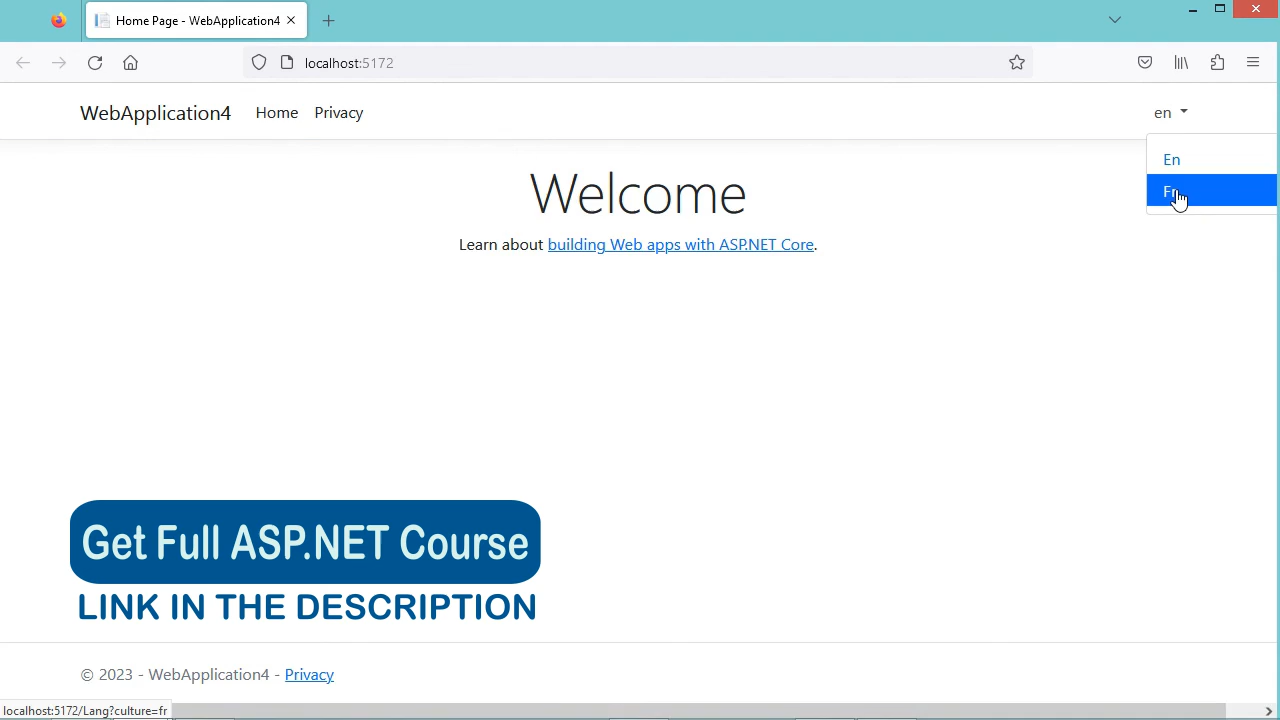 Home Page - WebApplication4
localhost:5172
WebApplication4 Home Privacy en
En
Fr
Welcome
Learn about building Web apps with ASP.NET Core.
Get Full ASP.NET Course
LINK IN THE DESCRIPTION
© 2023 - WebApplication4 - Privacy
localhost:5172/Lang?culture=fr